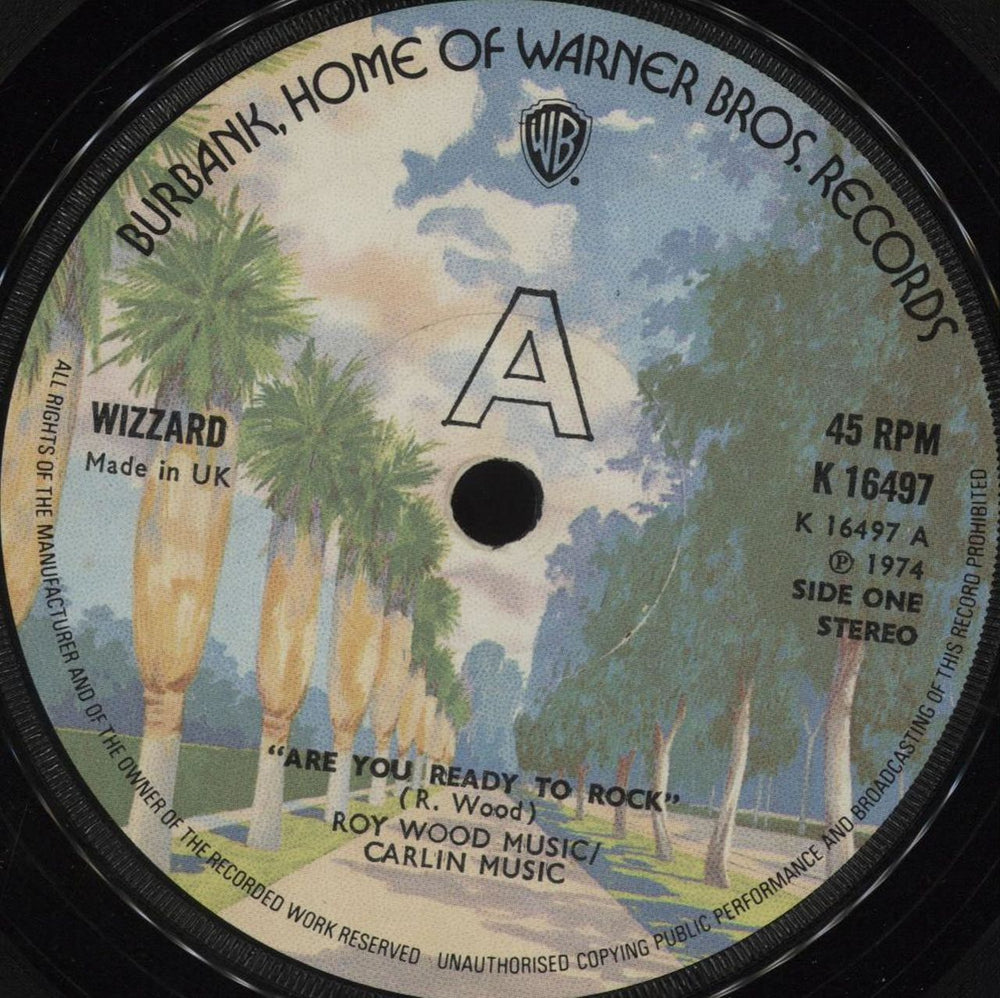 BURBANK, HOME OF WARNER BROS. RECORDS
WB
A
WIZZARD
Made in UK
45 RPM
K 16497
K 16497 A
Ⓟ 1974
SIDE ONE
STEREO
“ARE YOU READY TO ROCK”
(R. Wood)
ROY WOOD MUSIC/
CARLIN MUSIC
ALL RIGHTS OF THE MANUFACTURER AND OF THE OWNER OF THE RECORDED WORK RESERVED UNAUTHORISED COPYING PUBLIC PERFORMANCE AND BROADCASTING OF THIS RECORD PROHIBITED